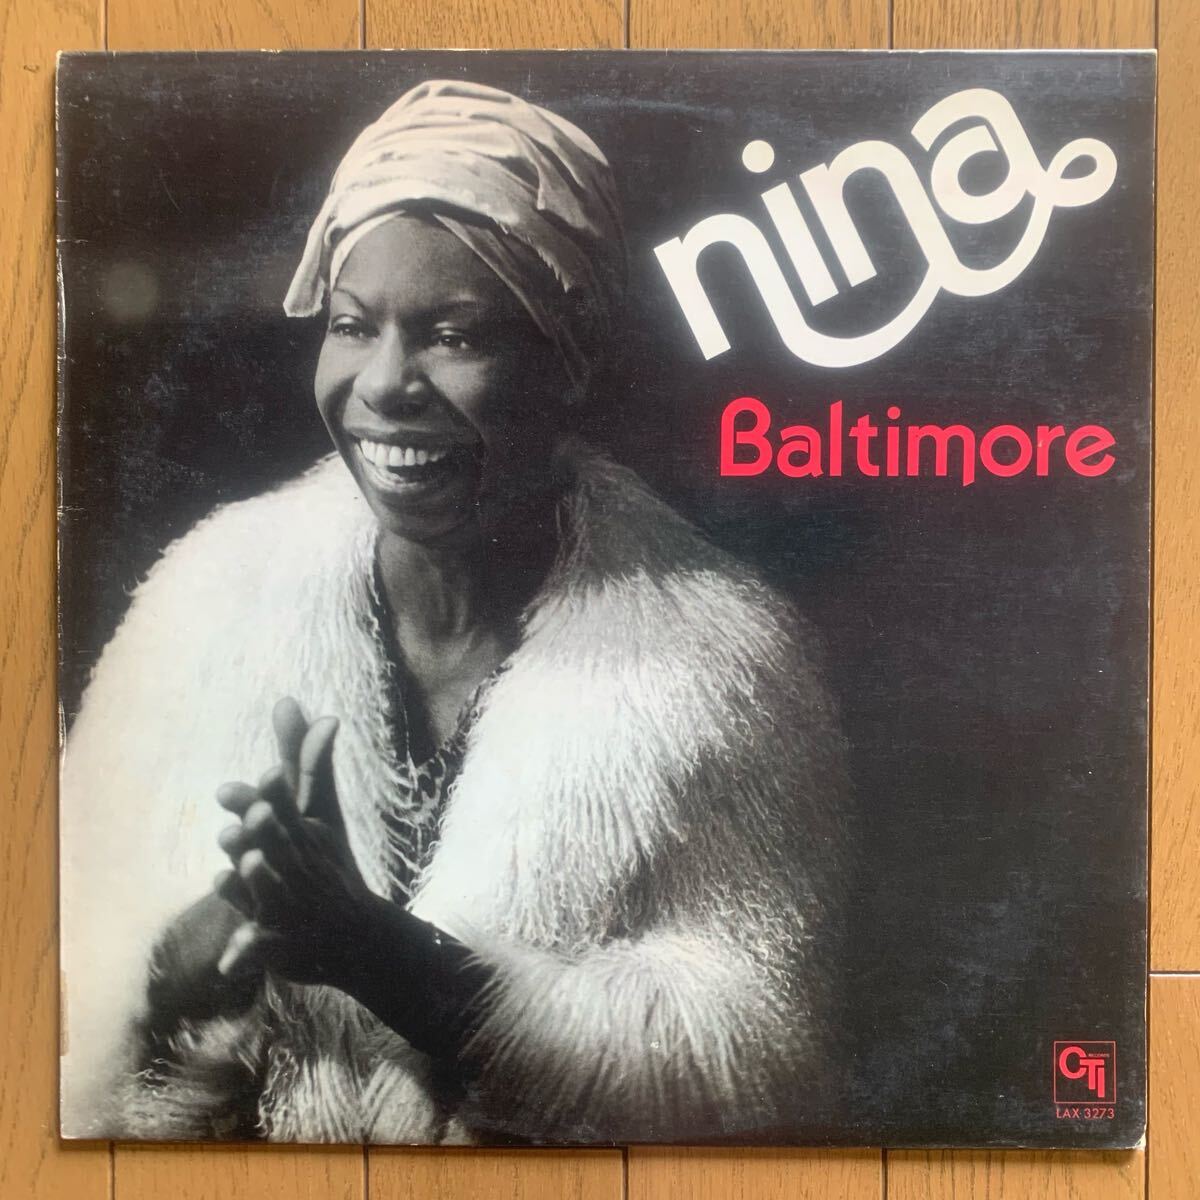 nina
Baltimore
CTI
RECORDS
LAX 3273